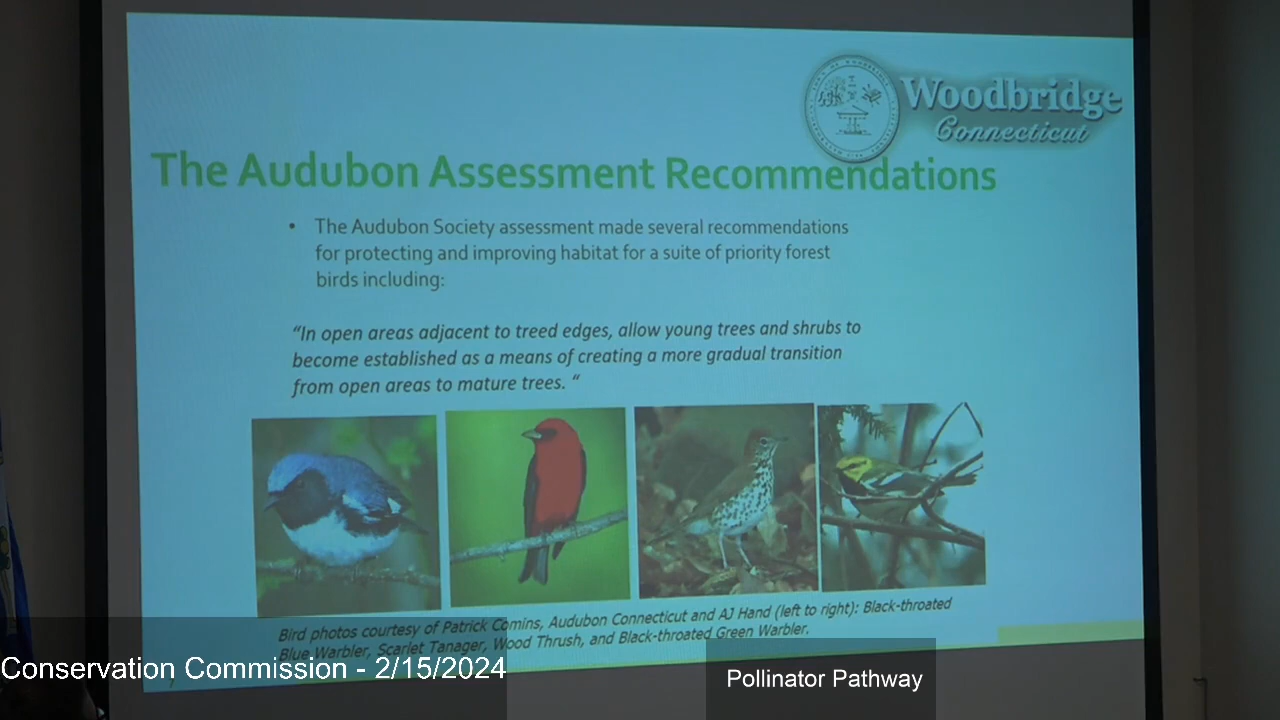 Woodbridge
Connecticut
The Audubon Assessment Recommendations
• The Audubon Society assessment made several recommendations
for protecting and improving habitat for a suite of priority forest
birds including:
“In open areas adjacent to treed edges, allow young trees and shrubs to
become established as a means of creating a more gradual transition
from open areas to mature trees. “
Bird photos courtesy of Patrick Comins, Audubon Connecticut and AJ Hand (left to right): Black-throated
Blue Warbler, Scarlet Tanager, Wood Thrush, and Black-throated Green Warbler.
Conservation Commission - 2/15/2024
Pollinator Pathway